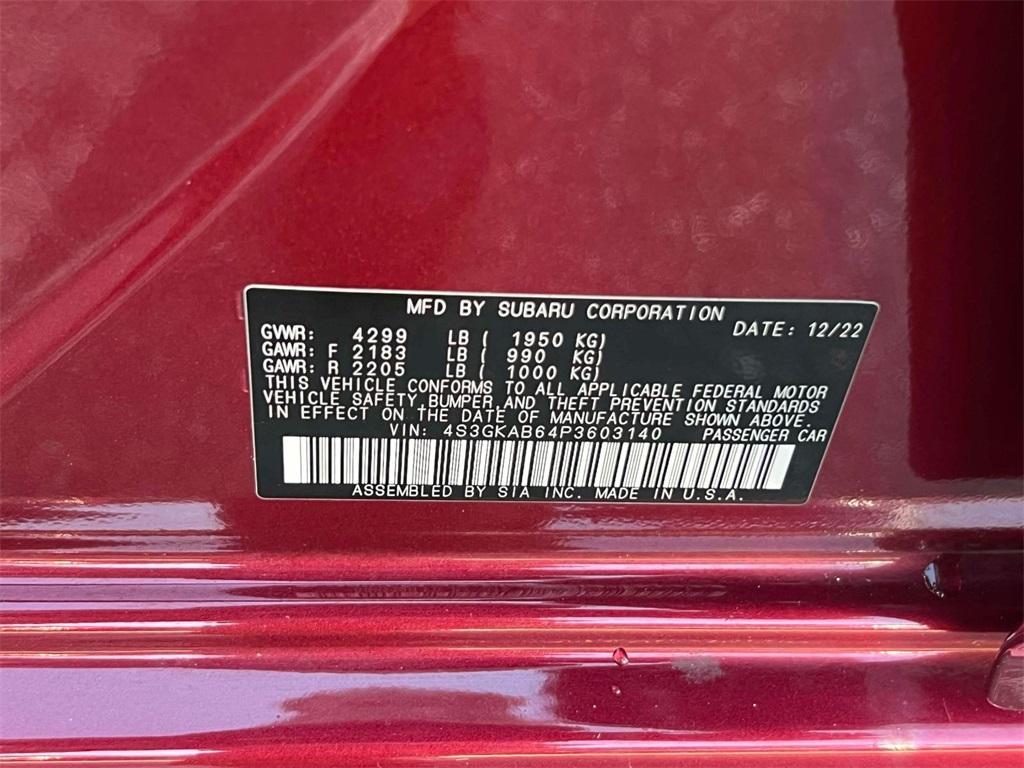 MFD BY SUBARU CORPORATION
DATE: 12/22
GVWR: 4299 LB ( 1950 KG)
GAWR: F 2183 LB ( 990 KG)
GAWR: R 2205 LB ( 1000 KG)
THIS VEHICLE CONFORMS TO ALL APPLICABLE FEDERAL MOTOR
VEHICLE SAFETY, BUMPER, AND THEFT PREVENTION STANDARDS
IN EFFECT ON THE DATE OF MANUFACTURE SHOWN ABOVE.
VIN: 4S3GKAB64P3603140 PASSENGER CAR
ASSEMBLED BY SIA INC. MADE IN U.S.A.